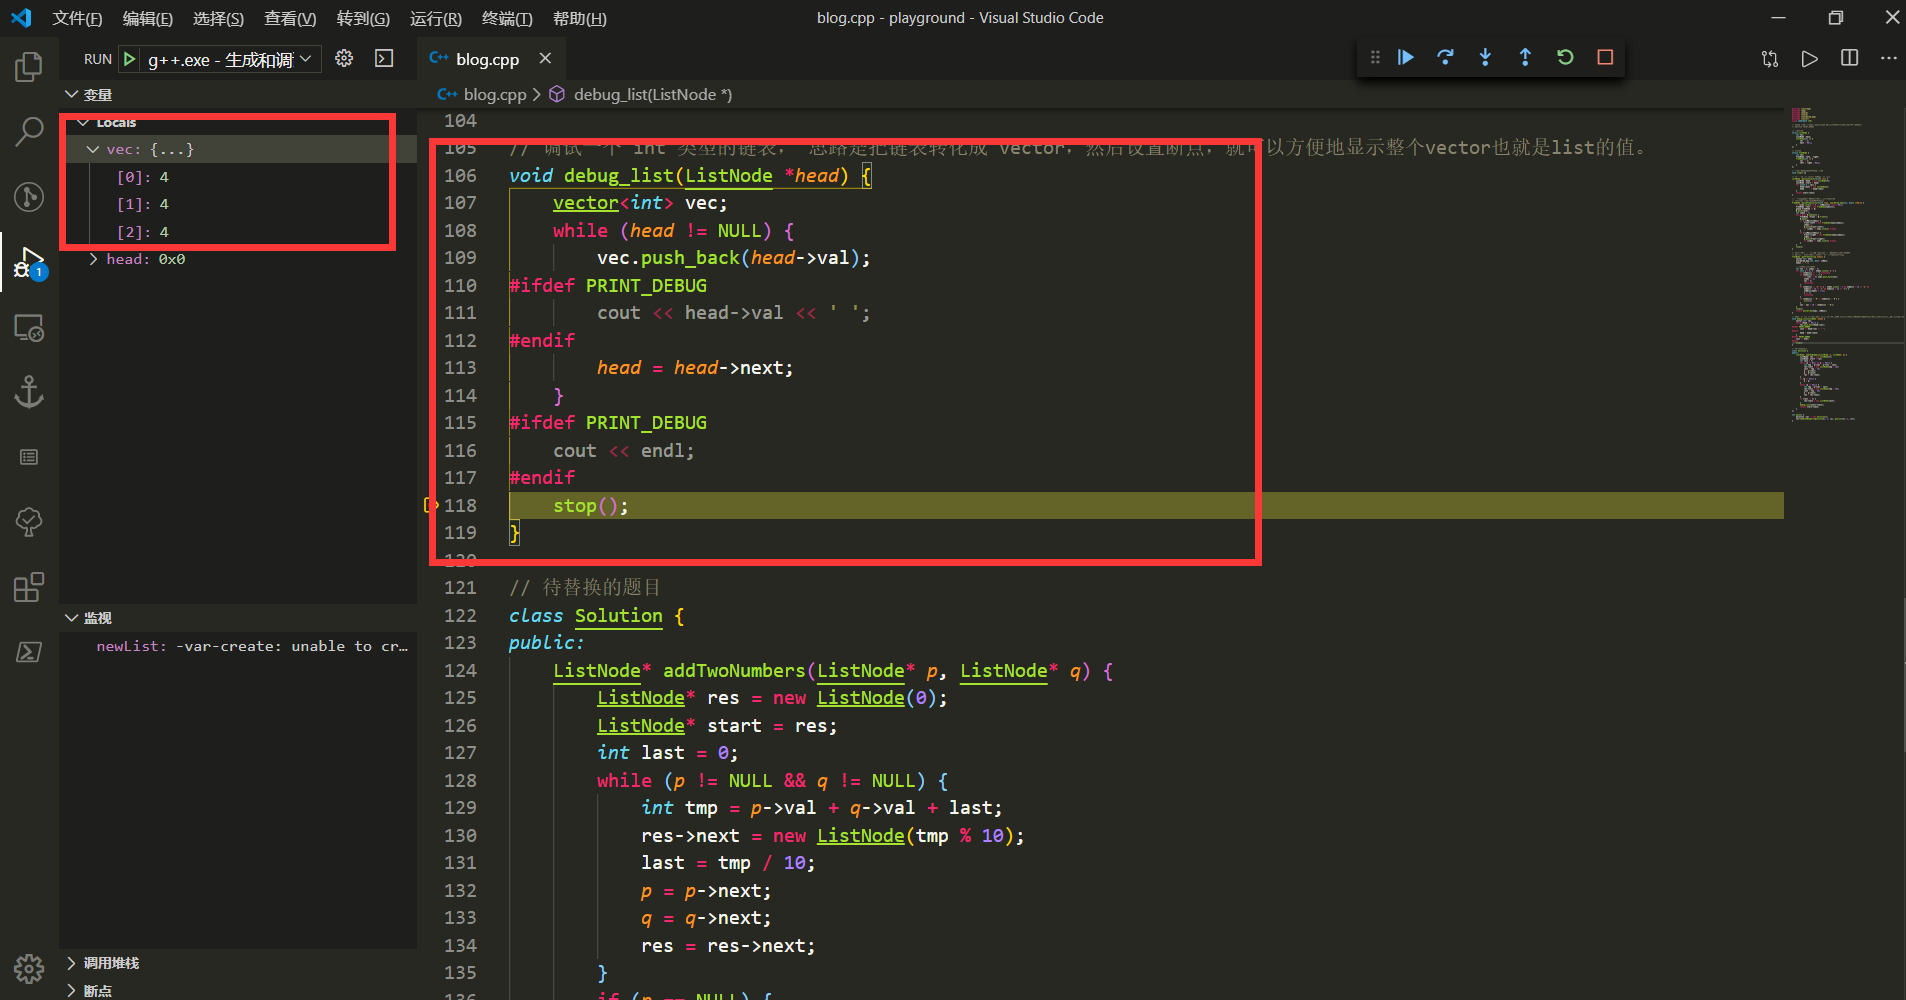 文件(F) 编辑(E) 选择(S) 查看(V) 转到(G) 运行(R) 终端(T) 帮助(H)
blog.cpp - playground - Visual Studio Code
RUN g++.exe - 生成和调
变量
Locals
vec: {...}
[0]: 4
[1]: 4
[2]: 4
head: 0x0
1
监视
newList: -var-create: unable to cr…
调用堆栈
断点
C++ blog.cpp
C++ blog.cpp > debug_list(ListNode *)
104
105 // 调试一个 int 类型的链表， 思路是把链表转化成 vector，然后设置断点，就可以方便地显示整个vector也就是list的值。
106 void debug_list(ListNode *head) {
107 vector<int> vec;
108 while (head != NULL) {
109 vec.push_back(head->val);
110 #ifdef PRINT_DEBUG
111 cout << head->val << ' ';
112 #endif
113 head = head->next;
114 }
115 #ifdef PRINT_DEBUG
116 cout << endl;
117 #endif
118 stop();
119 }
120
121 // 待替换的题目
122 class Solution {
123 public:
124 ListNode* addTwoNumbers(ListNode* p, ListNode* q) {
125 ListNode* res = new ListNode(0);
126 ListNode* start = res;
127 int last = 0;
128 while (p != NULL && q != NULL) {
129 int tmp = p->val + q->val + last;
130 res->next = new ListNode(tmp % 10);
131 last = tmp / 10;
132 p = p->next;
133 q = q->next;
134 res = res->next;
135 }
136 if (p == NULL) {